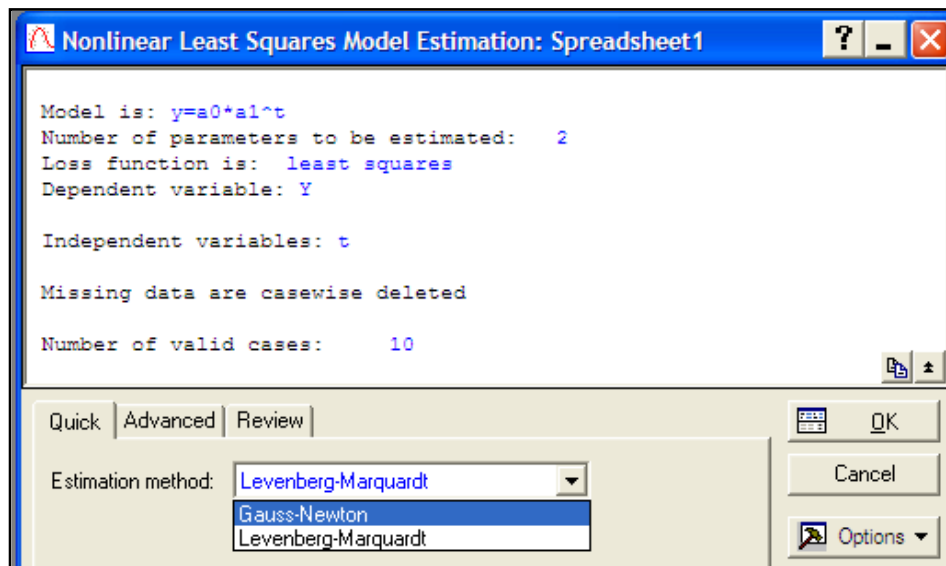 Nonlinear Least Squares Model Estimation: Spreadsheet1
Model is: y=a0*a1^t
Number of parameters to be estimated: 2
Loss function is: least squares
Dependent variable: Y
Independent variables: t
Missing data are casewise deleted
Number of valid cases: 10
Quick Advanced Review
OK
Estimation method: Levenberg-Marquardt
Cancel
Gauss-Newton
Levenberg-Marquardt
Options